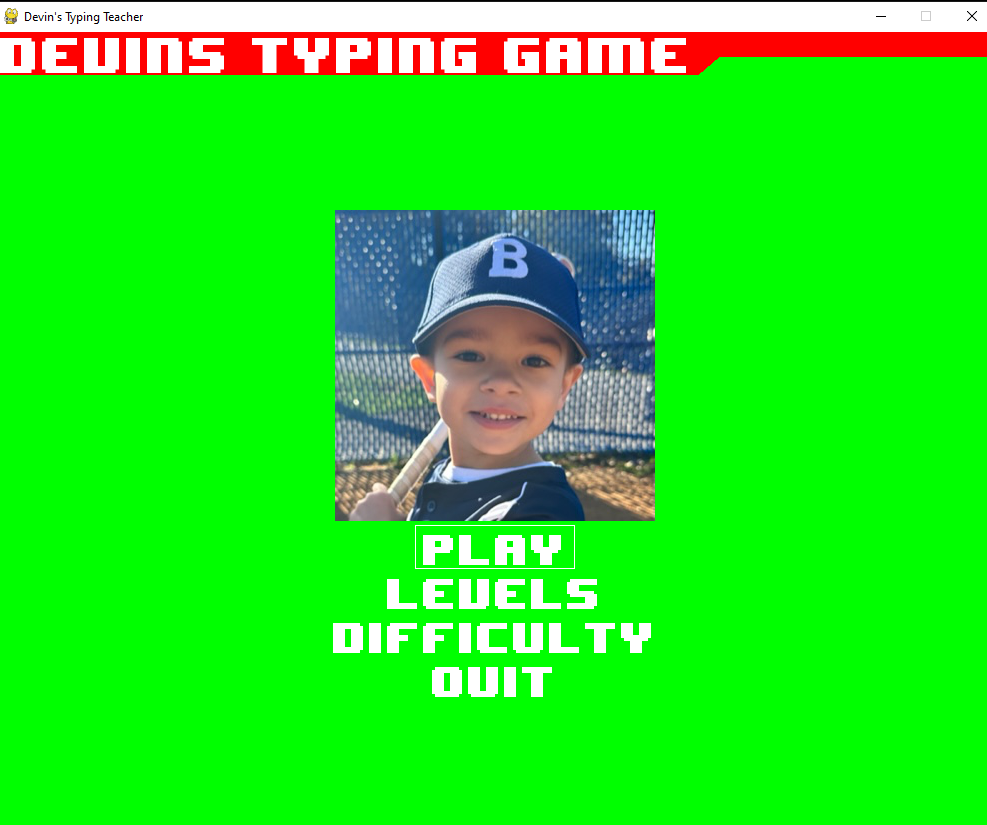 Devin's Typing Teacher
DEVINS TYPING GAME
B
PLAY
LEVELS
DIFFICULTY
QUIT